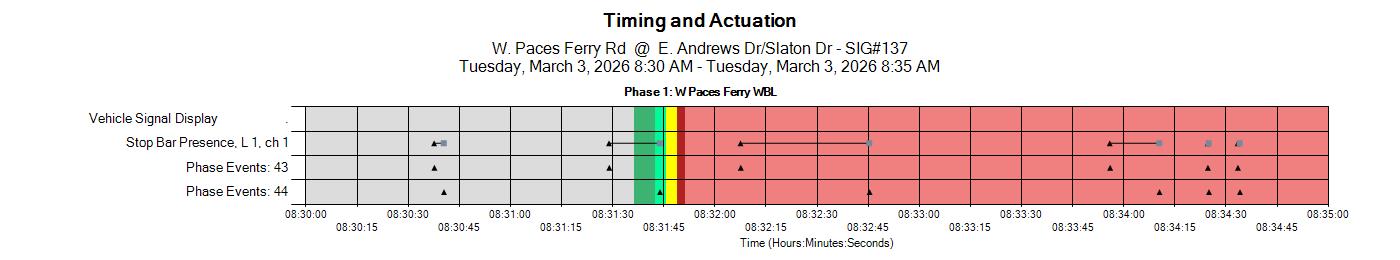 Timing and Actuation
W. Paces Ferry Rd @ E. Andrews Dr/Slaton Dr - SIG#137
Tuesday, March 3, 2026 8:30 AM - Tuesday, March 3, 2026 8:35 AM
Phase 1: W Paces Ferry WBL
Vehicle Signal Display .
Stop Bar Presence, L 1, ch 1
Phase Events: 43
Phase Events: 44
08:30:00 08:30:30 08:31:00 08:31:30 08:32:00 08:32:30 08:33:00 08:33:30 08:34:00 08:34:30 08:35:00
08:30:15 08:30:45 08:31:15 08:31:45 08:32:15 08:32:45 08:33:15 08:33:45 08:34:15 08:34:45
Time (Hours:Minutes:Seconds)